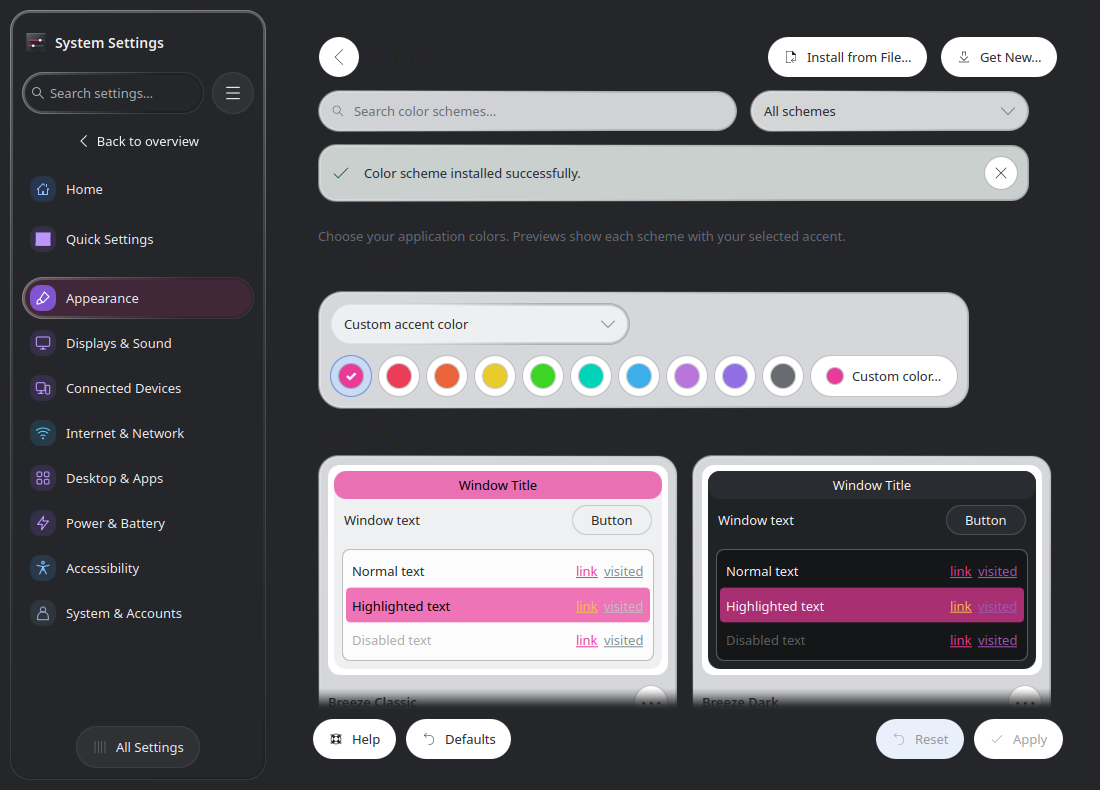 System Settings
Search settings...
Back to overview
Home
Quick Settings
Appearance
Displays & Sound
Connected Devices
Internet & Network
Desktop & Apps
Power & Battery
Accessibility
System & Accounts
All Settings
Install from File...
Get New...
Search color schemes...
All schemes
Color scheme installed successfully.
Choose your application colors. Previews show each scheme with your selected accent.
Custom accent color
Custom color...
Window Title
Window text
Button
Normal text link visited
Highlighted text link visited
Disabled text link visited
Breeze Classic
Window Title
Window text
Button
Normal text link visited
Highlighted text link visited
Disabled text link visited
Breeze Dark
Help
Defaults
Reset
Apply